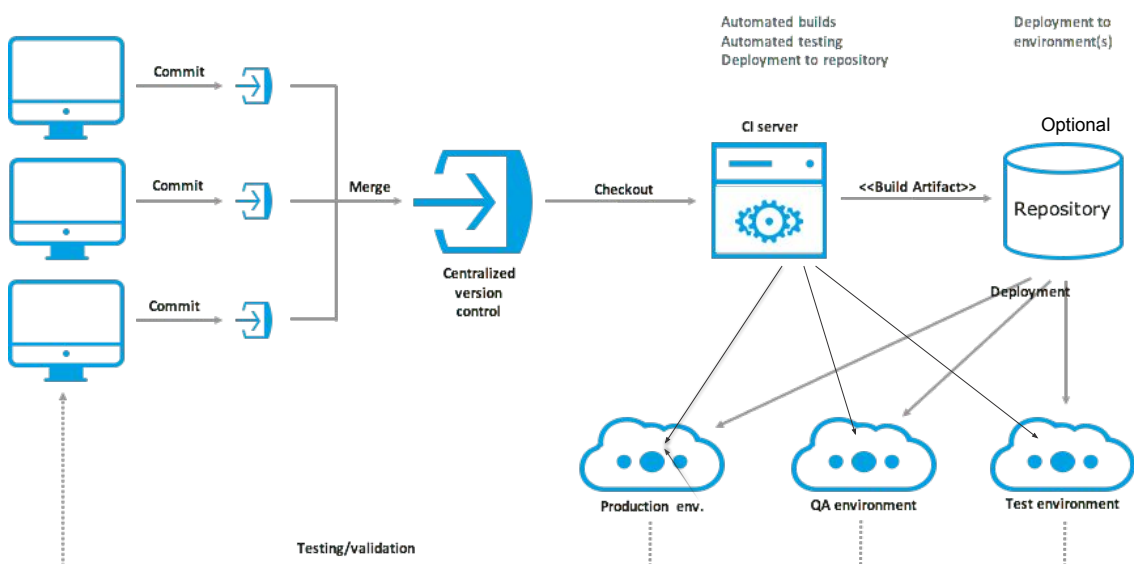 Automated builds
Automated testing
Deployment to repository
Deployment to
environment(s)
Commit
CI server
Optional
Commit
Merge
Checkout
<<Build Artifact>>
Repository
Centralized
version
control
Commit
Deployment
Production env.
QA environment
Test environment
Testing/validation